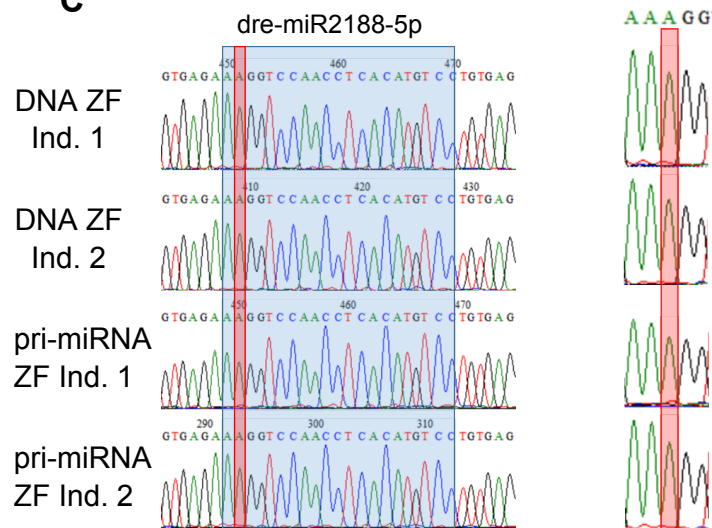 C
dre-miR2188-5p
A A A G G
450 460 470
GTGAGAAAGGTCCAACCTCACATGTCCTGTGAG
DNA ZF
Ind. 1
410 420 430
GTGAGAAAGGTCCAACCTCACATGTCCTGTGAG
DNA ZF
Ind. 2
450 460 470
GTGAGAAAGGTCCAACCTCACATGTCCTGTGAG
pri-miRNA
ZF Ind. 1
290 300 310
GTGAGAAAGGTCCAACCTCACATGTCCTGTGAG
pri-miRNA
ZF Ind. 2